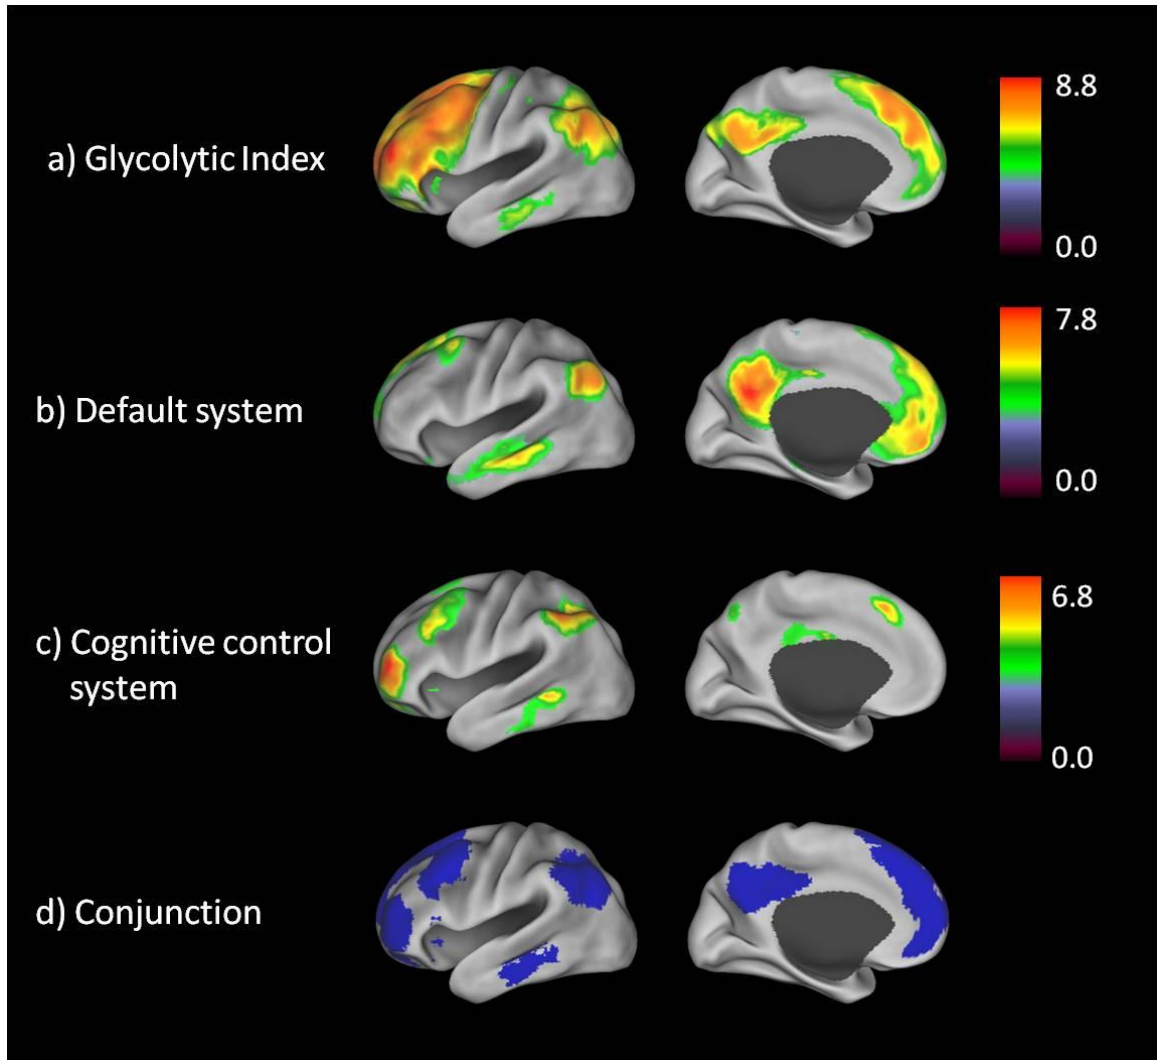 a) Glycolytic Index
8.8
0.0
b) Default system
7.8
0.0
c) Cognitive control
system
6.8
0.0
d) Conjunction